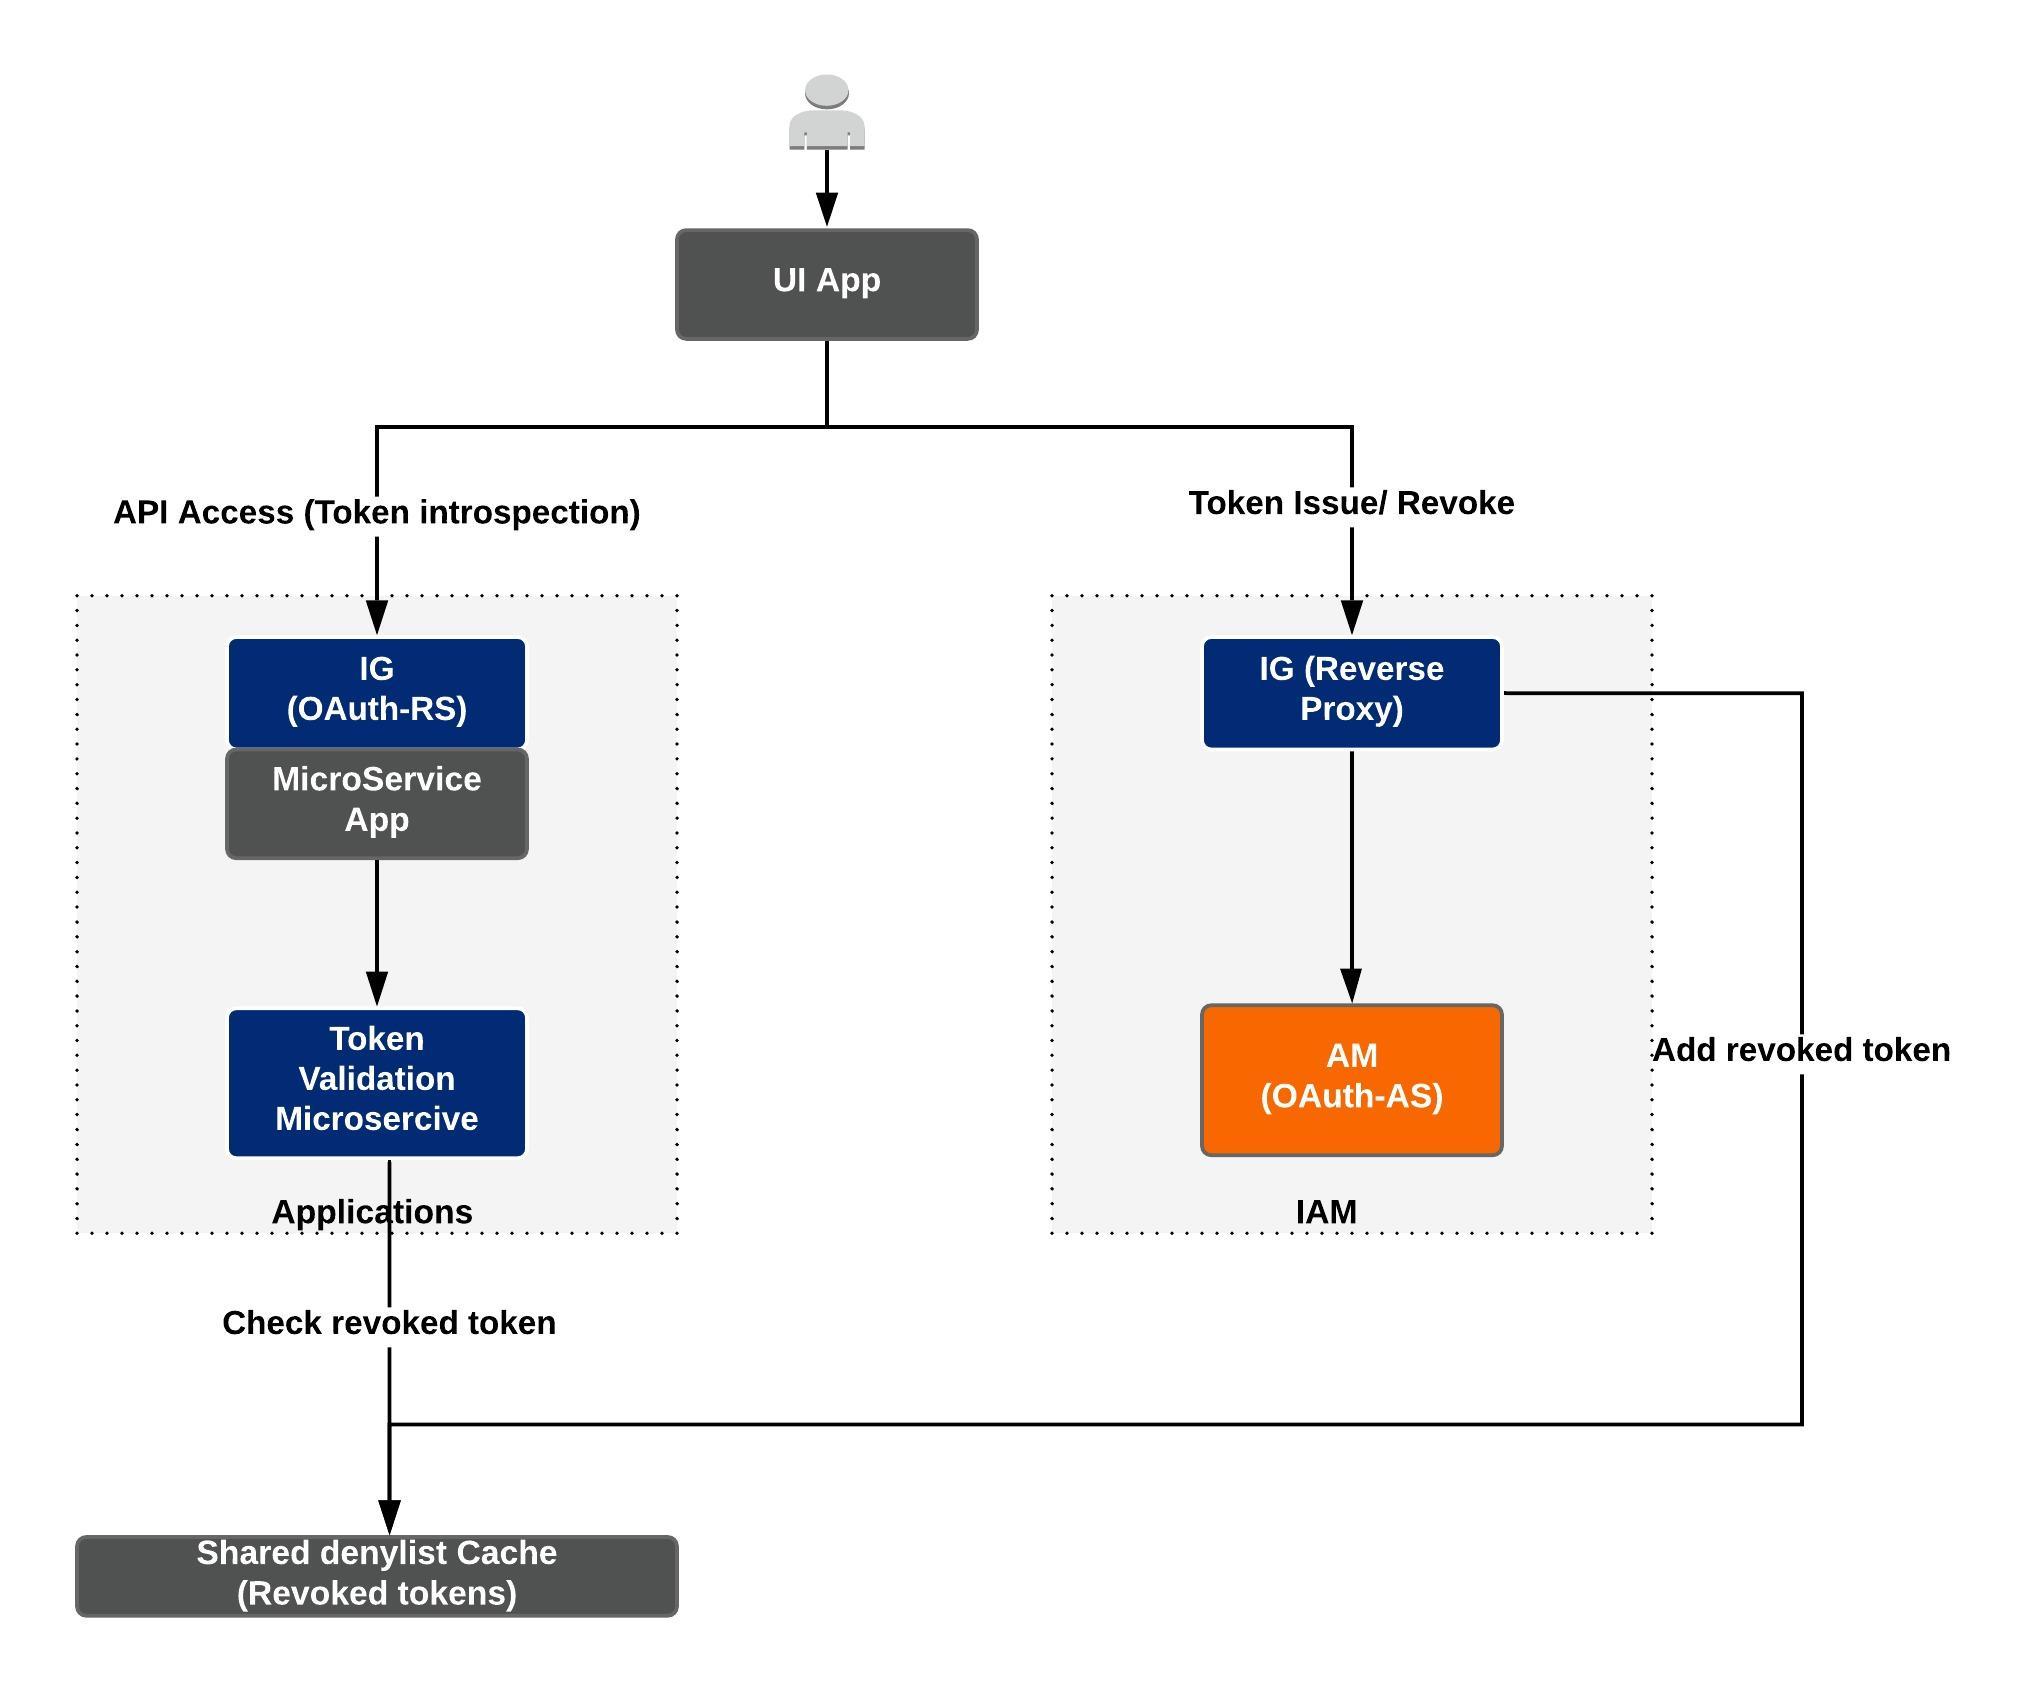 UI App
API Access (Token introspection)
Token Issue/ Revoke
IG
(OAuth-RS)
MicroService
App
IG (Reverse
Proxy)
Token
Validation
Microsercive
AM
(OAuth-AS)
Add revoked token
Applications
IAM
Check revoked token
Shared denylist Cache
(Revoked tokens)